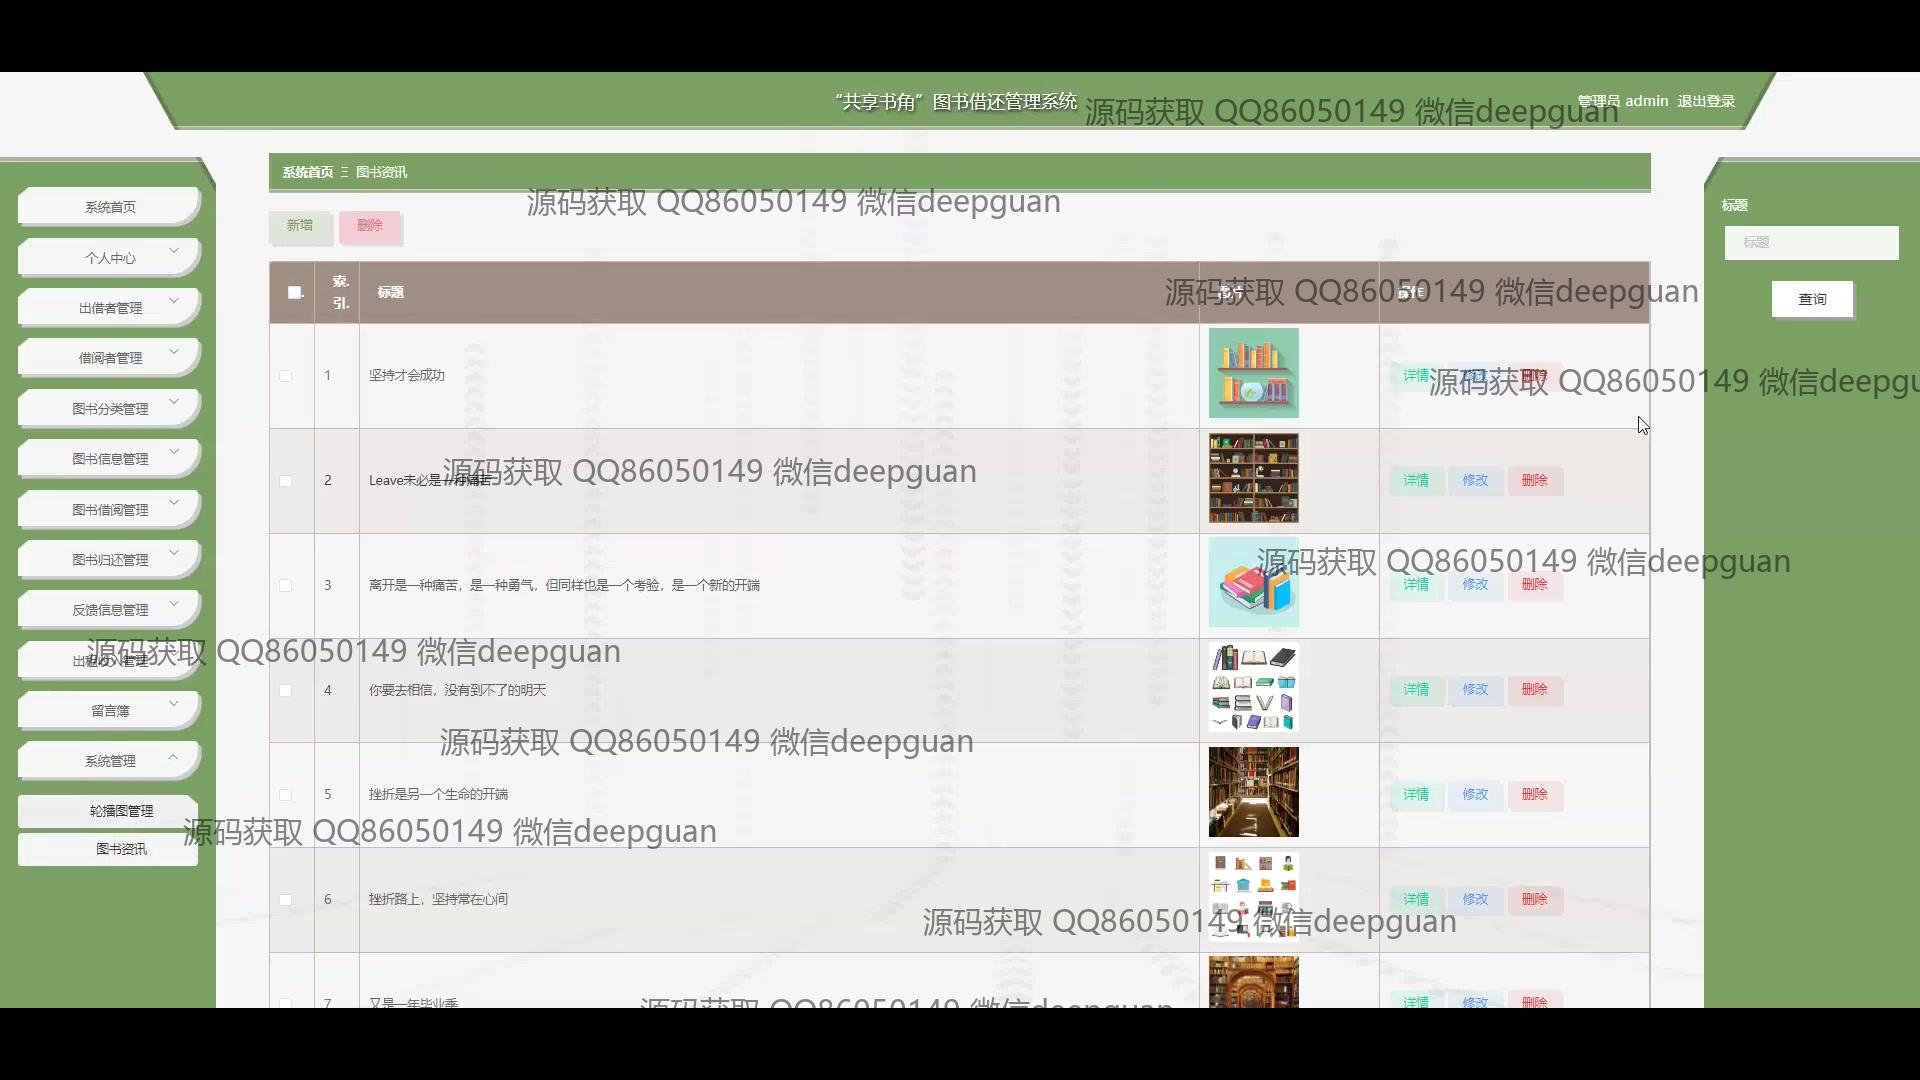 “共享书角”图书借还管理系统
管理员 admin 退出登录
源码获取 QQ86050149 微信deepguan
系统首页 Ξ 图书资讯
源码获取 QQ86050149 微信deepguan
新增 删除
标题
标题
查询
索引. 标题 图片 操作
源码获取 QQ86050149 微信deepguan
1 坚持才会成功 详情 修改 删除
源码获取 QQ86050149 微信deepgu
2 Leave未必是一种痛苦 详情 修改 删除
源码获取 QQ86050149 微信deepguan
3 离开是一种痛苦，是一种勇气，但同样也是一个考验，是一个新的开端 详情 修改 删除
源码获取 QQ86050149 微信deepguan
4 你要去相信，没有到不了的明天 详情 修改 删除
源码获取 QQ86050149 微信deepguan
源码获取 QQ86050149 微信deepguan
5 挫折是另一个生命的开端 详情 修改 删除
源码获取 QQ86050149 微信deepguan
6 挫折路上，坚持常在心间 详情 修改 删除
源码获取 QQ86050149 微信deepguan
7 又是一年毕业季 详情 修改 删除
源码获取 QQ86050149 微信deepguan
系统首页
个人中心
出借者管理
借阅者管理
图书分类管理
图书信息管理
图书借阅管理
图书归还管理
反馈信息管理
出租收入管理
留言簿
系统管理
轮播图管理
图书资讯